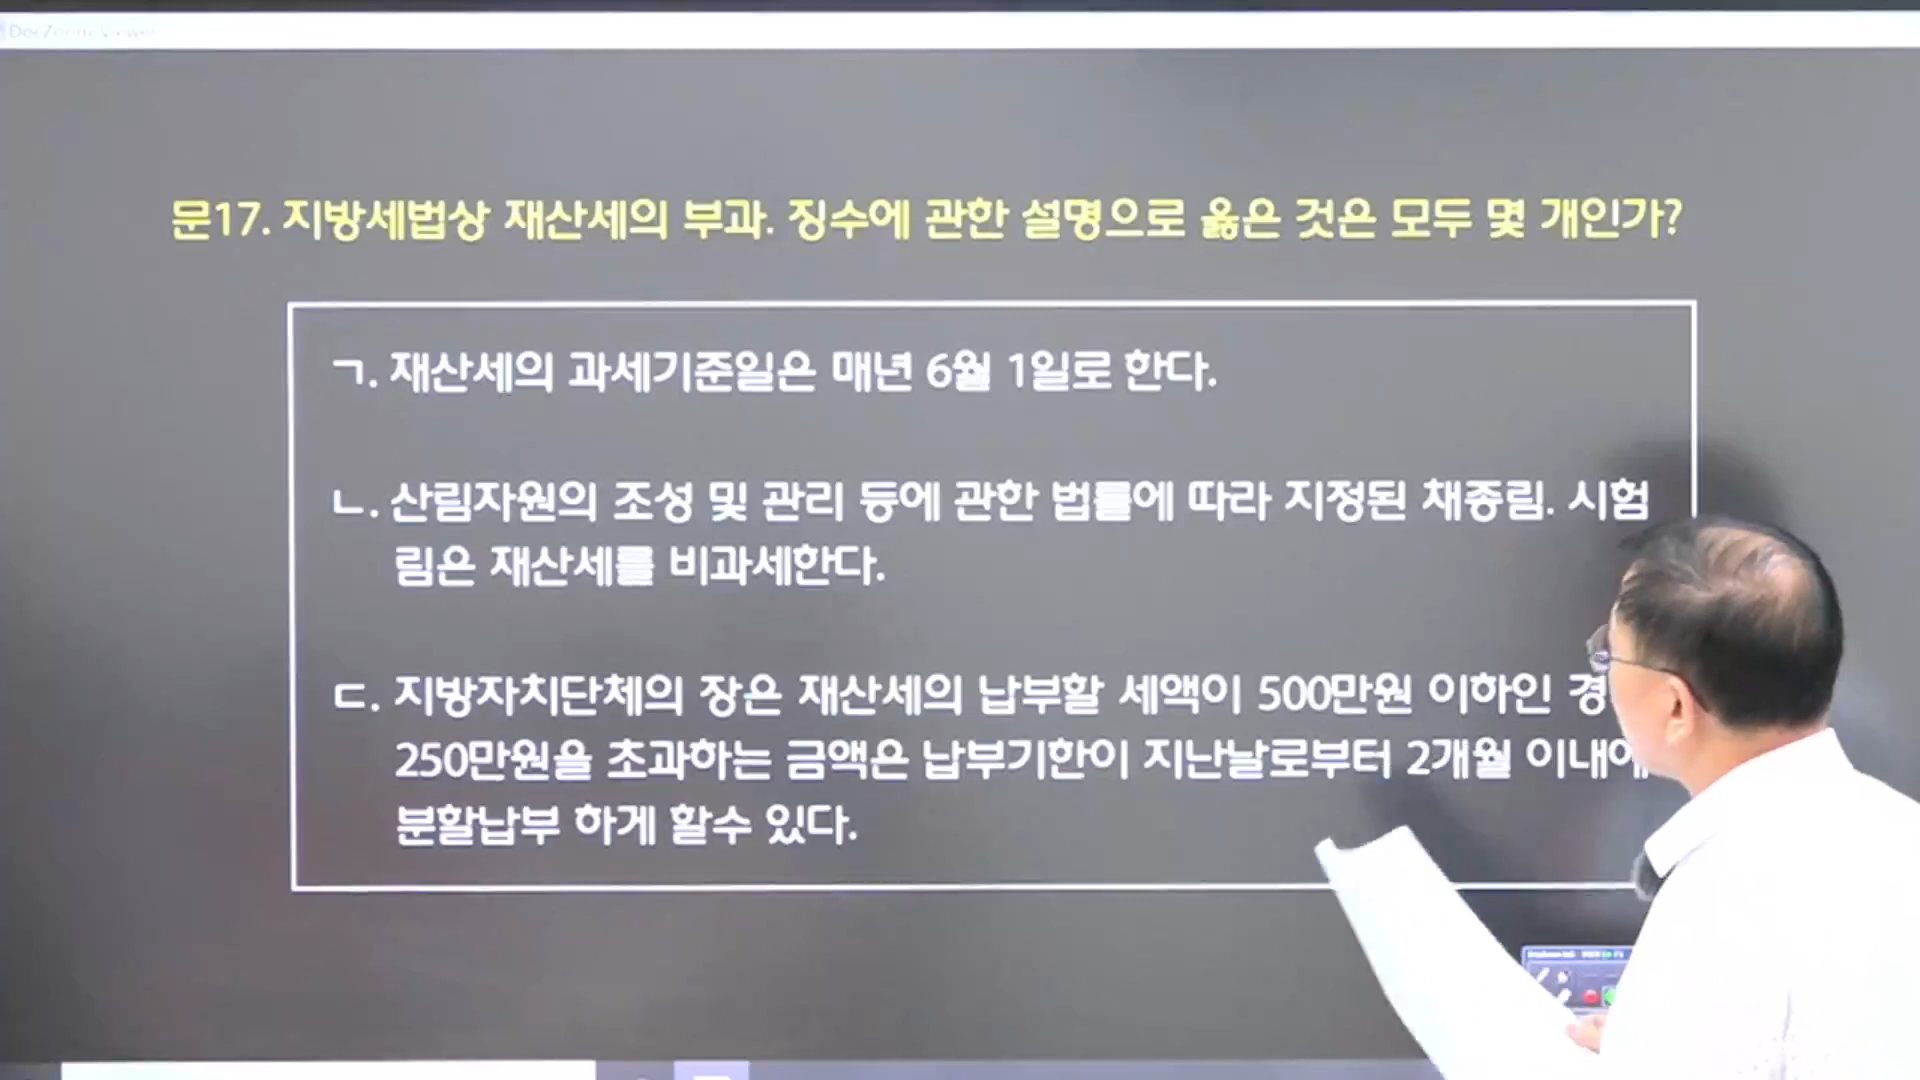 DocZoom Viewer
문17. 지방세법상 재산세의 부과. 징수에 관한 설명으로 옳은 것은 모두 몇 개인가?
ㄱ. 재산세의 과세기준일은 매년 6월 1일로 한다.
ㄴ. 산림자원의 조성 및 관리 등에 관한 법률에 따라 지정된 채종림. 시험
림은 재산세를 비과세한다.
ㄷ. 지방자치단체의 장은 재산세의 납부할 세액이 500만원 이하인 경
250만원을 초과하는 금액은 납부기한이 지난날로부터 2개월 이내에
분할납부 하게 할수 있다.